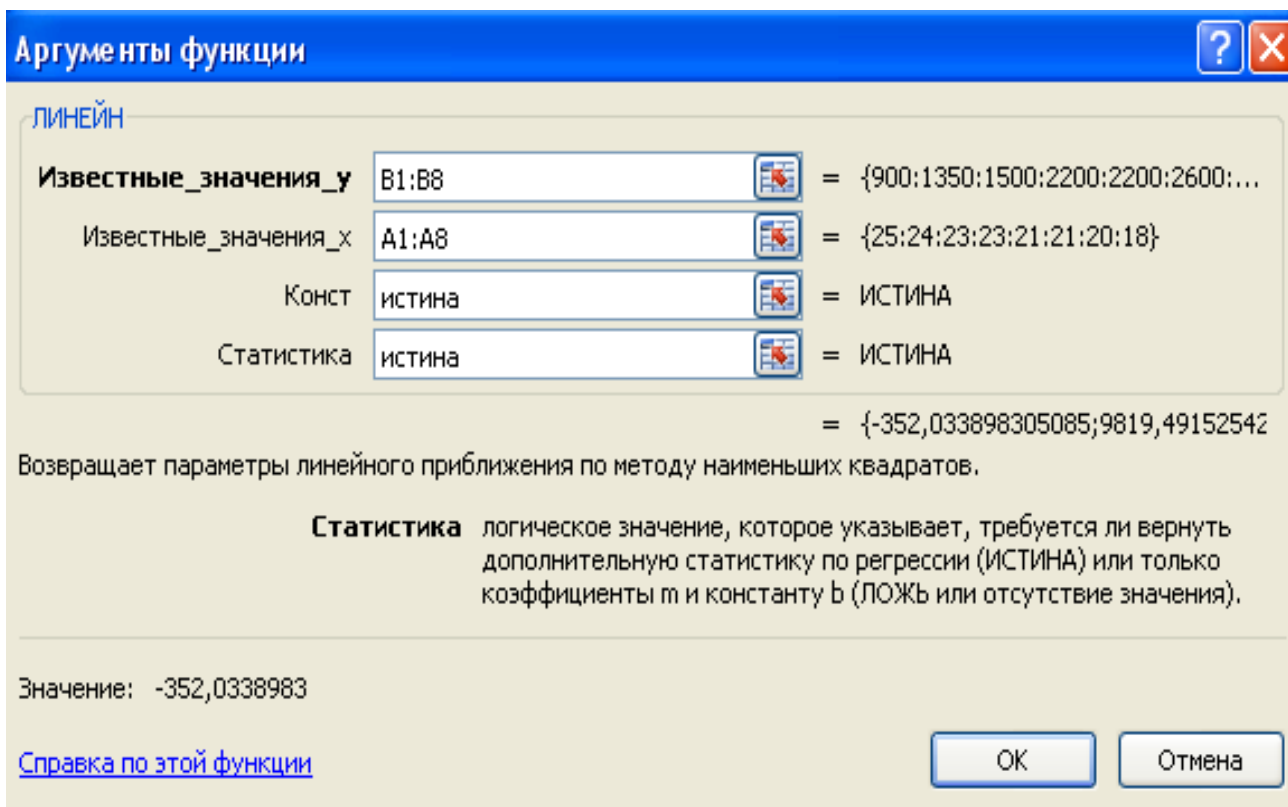 Аргументы функции
ЛИНЕЙН
Известные_значения_y B1:B8 = {900:1350:1500:2200:2200:2600:...
Известные_значения_x A1:A8 = {25:24:23:23:21:21:20:18}
Конст истина = ИСТИНА
Статистика истина = ИСТИНА
= {-352,033898305085;9819,49152542
Возвращает параметры линейного приближения по методу наименьших квадратов.
Статистика логическое значение, которое указывает, требуется ли вернуть
дополнительную статистику по регрессии (ИСТИНА) или только
коэффициенты m и константу b (ЛОЖЬ или отсутствие значения).
Значение: -352,0338983
Справка по этой функции
ОК Отмена